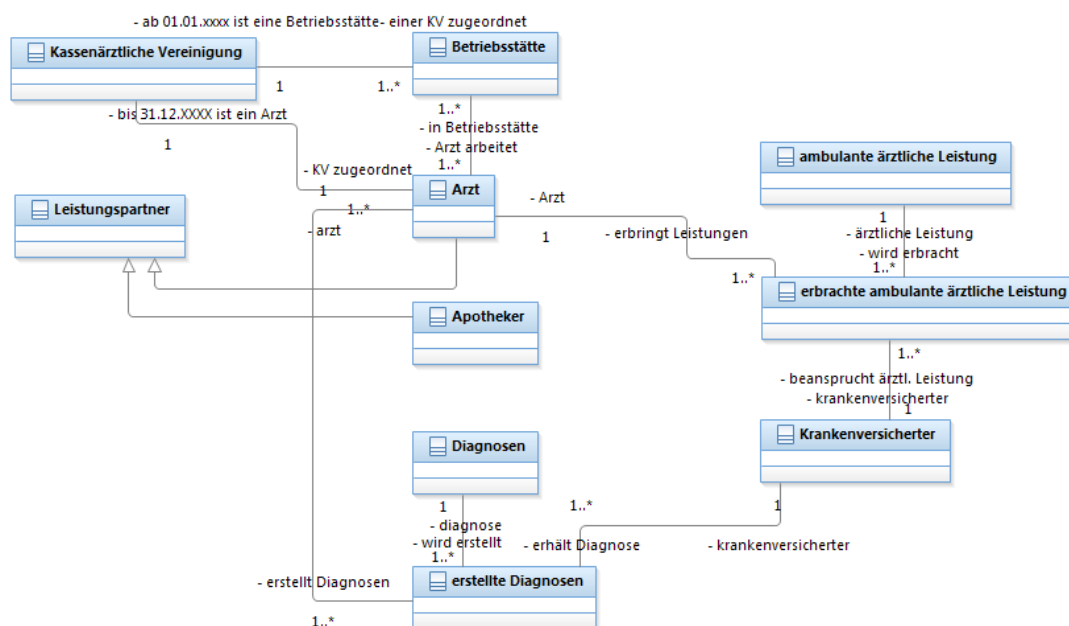 - ab 01.01.xxxx ist eine Betriebsstätte- einer KV zugeordnet
Kassenärztliche Vereinigung
Betriebsstätte
1
1..*
- bis 31.12.XXXX ist ein Arzt
1
1..*
- in Betriebsstätte
- Arzt arbeitet
1..*
- KV zugeordnet
1
Arzt
ambulante ärztliche Leistung
Leistungspartner
1..*
- arzt
- Arzt
1
- erbringt Leistungen
1..*
1
- ärztliche Leistung
- wird erbracht
1..*
erbrachte ambulante ärztliche Leistung
Apotheker
1..*
- beansprucht ärztl. Leistung
- krankenversicherter
1
Krankenversicherter
Diagnosen
1
- diagnose
- wird erstellt
1..*
1..*
- erhält Diagnose
1
- krankenversicherter
- erstellt Diagnosen
1..*
erstellte Diagnosen